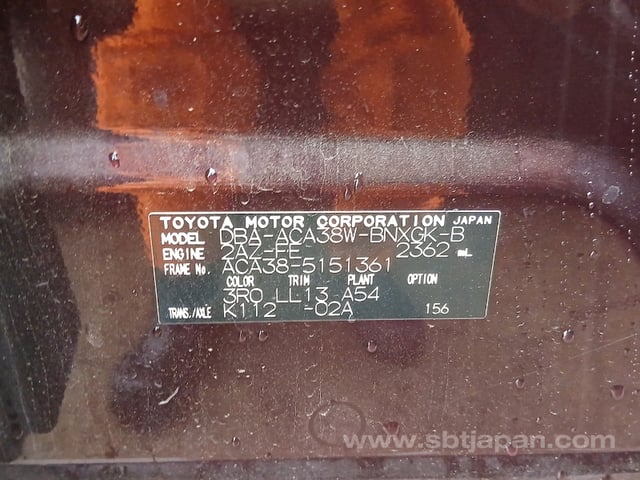 TOYOTA MOTOR CORPORATION JAPAN
MODEL DBA-ACA38W-BNXGK-B
ENGINE 2AZ-FE 2362 mL
FRAME No. ACA38-5151361
COLOR TRIM PLANT OPTION
3R0 LL13 A54
TRANS./AXLE K112 -02A 156
www.sbtjapan.com